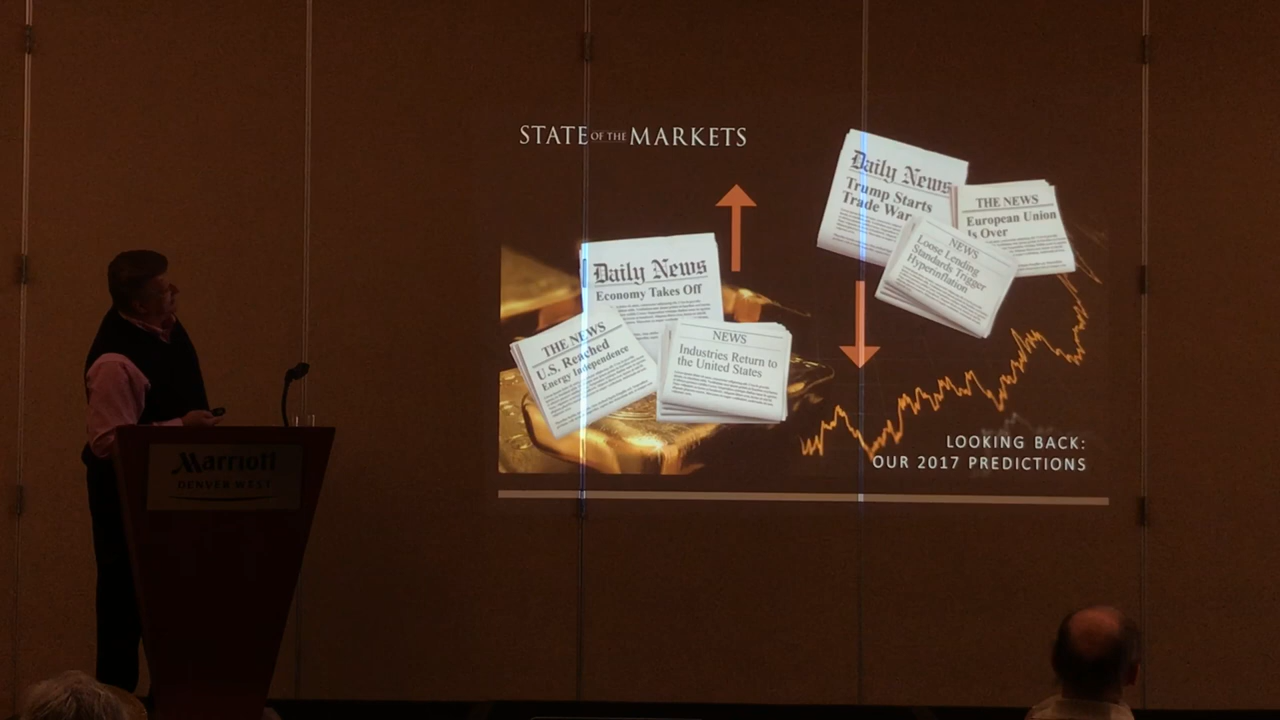 STATE OF THE MARKETS
Daily News
Trump Starts
Trade War
THE NEWS
European Union
Is Over
NEWS
Loose Lending
Standards Trigger
Hyperinflation
Daily News
Economy Takes Off
THE NEWS
U.S. Reached
Energy Independence
NEWS
Industries Return to
the United States
LOOKING BACK:
OUR 2017 PREDICTIONS
Marriott
DENVER WEST